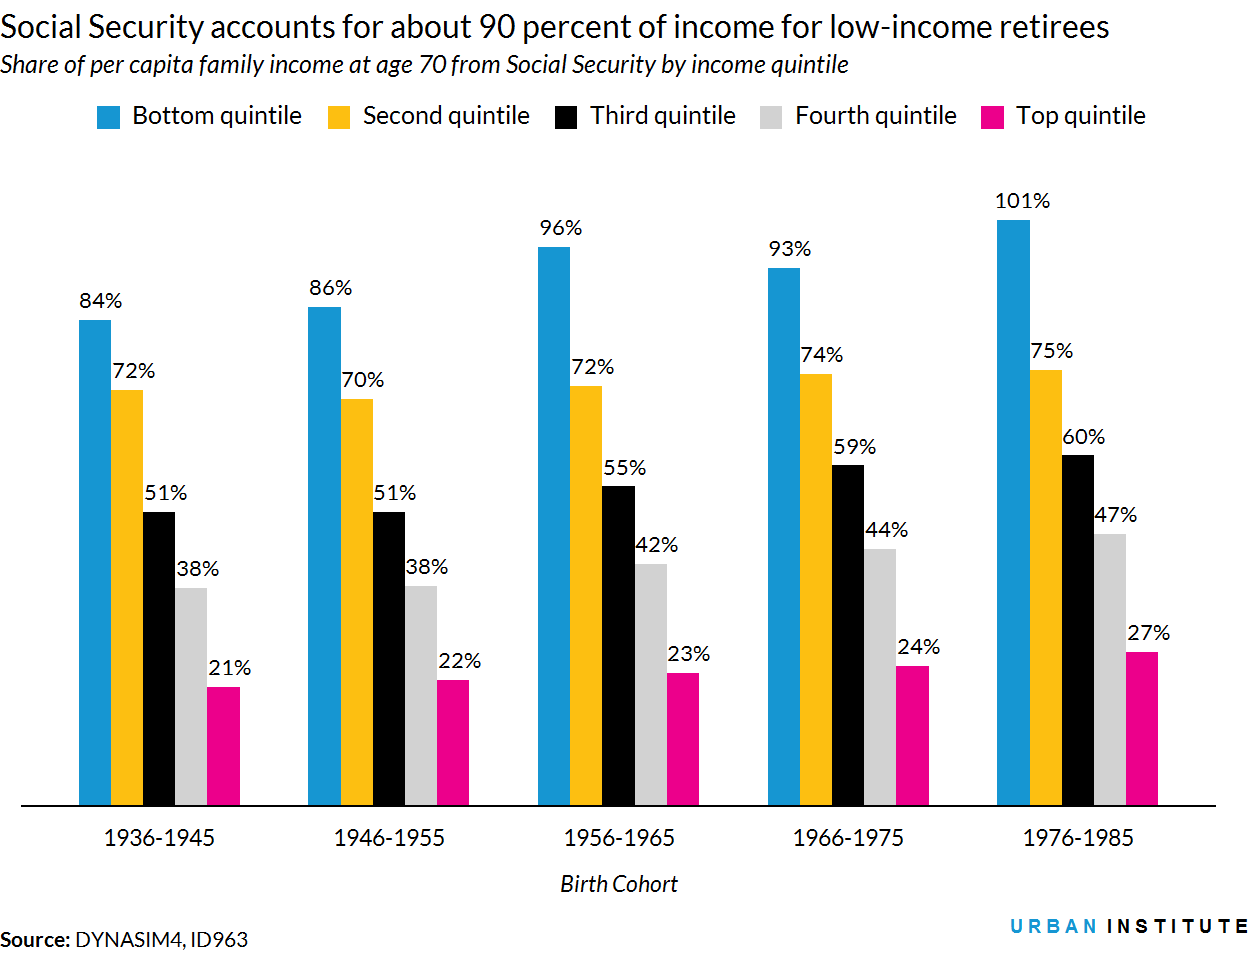 Social Security accounts for about 90 percent of income for low-income retirees
Share of per capita family income at age 70 from Social Security by income quintile
Bottom quintile Second quintile Third quintile Fourth quintile Top quintile
84% 72% 51% 38% 21%
86% 70% 51% 38% 22%
96% 72% 55% 42% 23%
93% 74% 59% 44% 24%
101% 75% 60% 47% 27%
1936-1945 1946-1955 1956-1965 1966-1975 1976-1985
Birth Cohort
URBAN INSTITUTE
Source: DYNASIM4, ID963